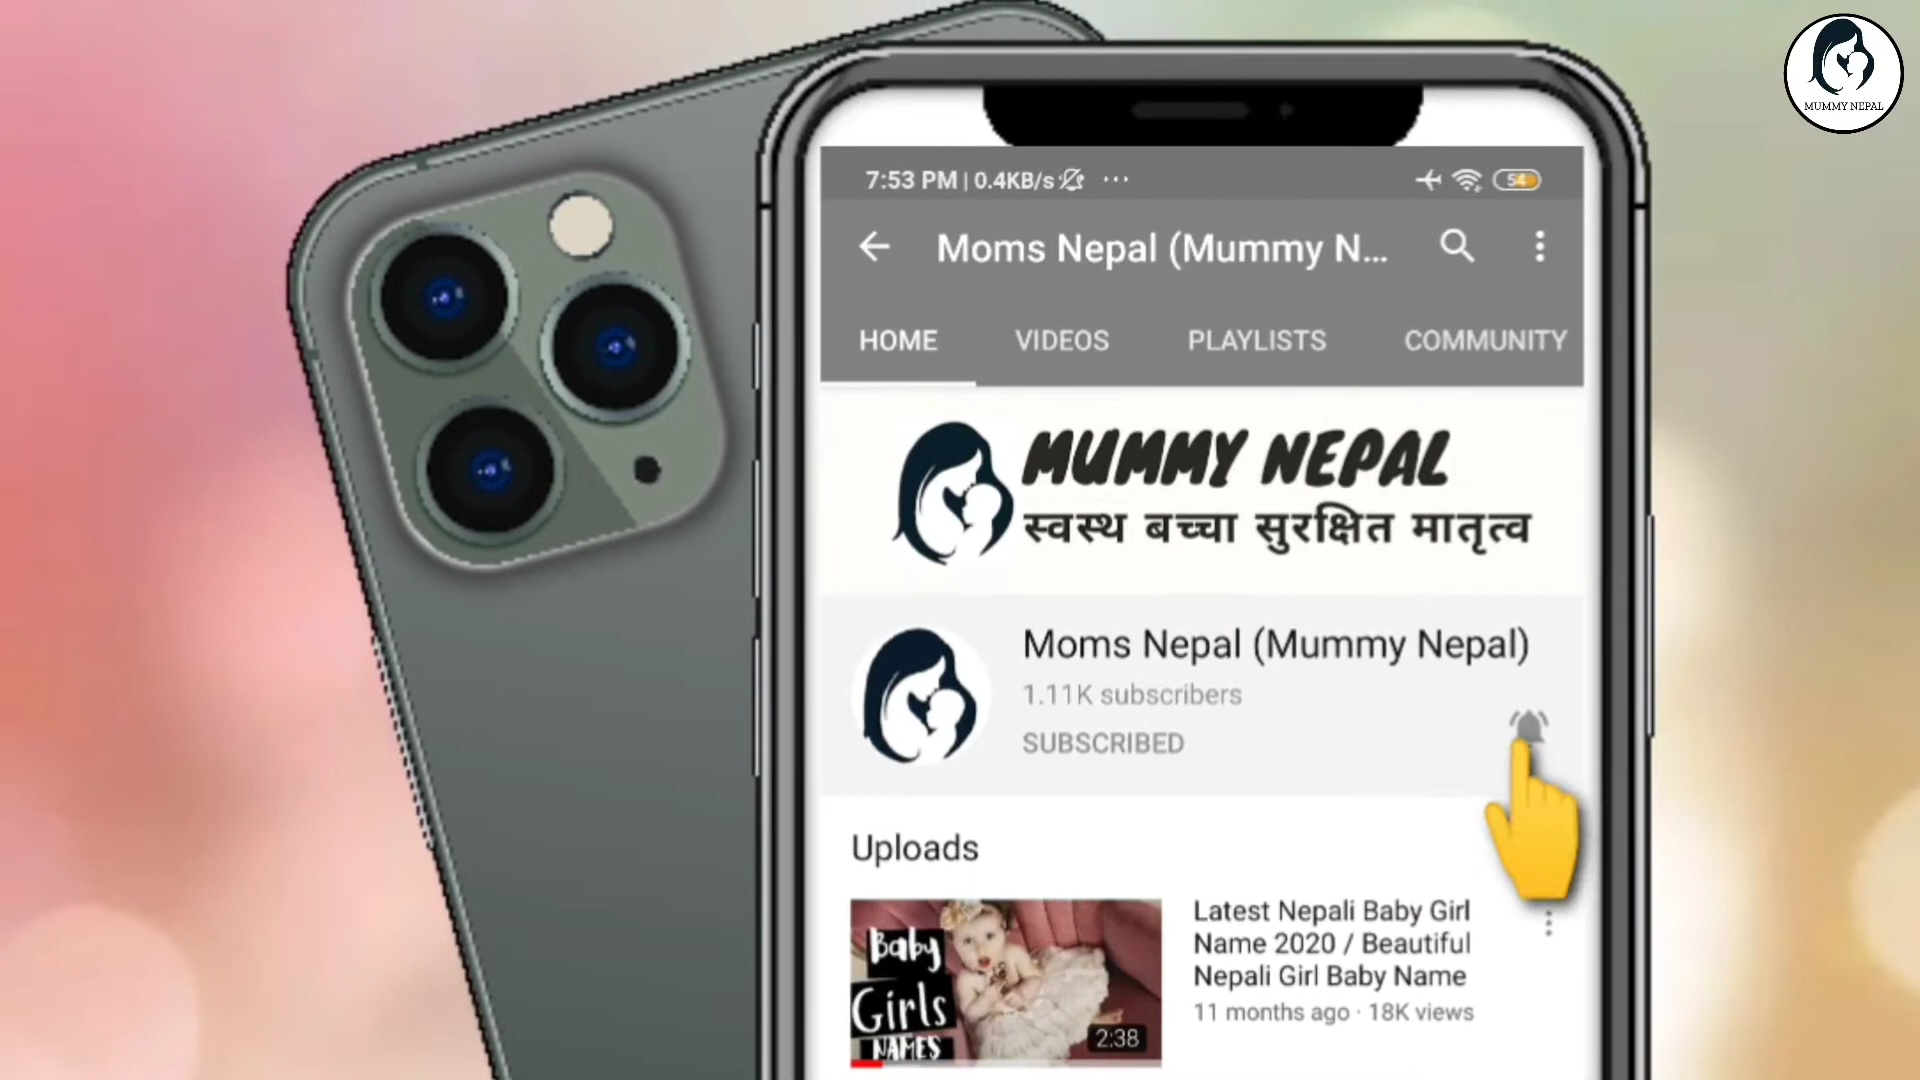 MUMMY NEPAL
7:53 PM | 0.4KB/s ...
54
Moms Nepal (Mummy N...
HOME VIDEOS PLAYLISTS COMMUNITY
MUMMY NEPAL
स्वस्थ बच्चा सुरक्षित मातृत्व
Moms Nepal (Mummy Nepal)
1.11K subscribers
SUBSCRIBED
Uploads
Baby
Girls
NAMES
2:38
Latest Nepali Baby Girl
Name 2020 / Beautiful
Nepali Girl Baby Name
11 months ago · 18K views